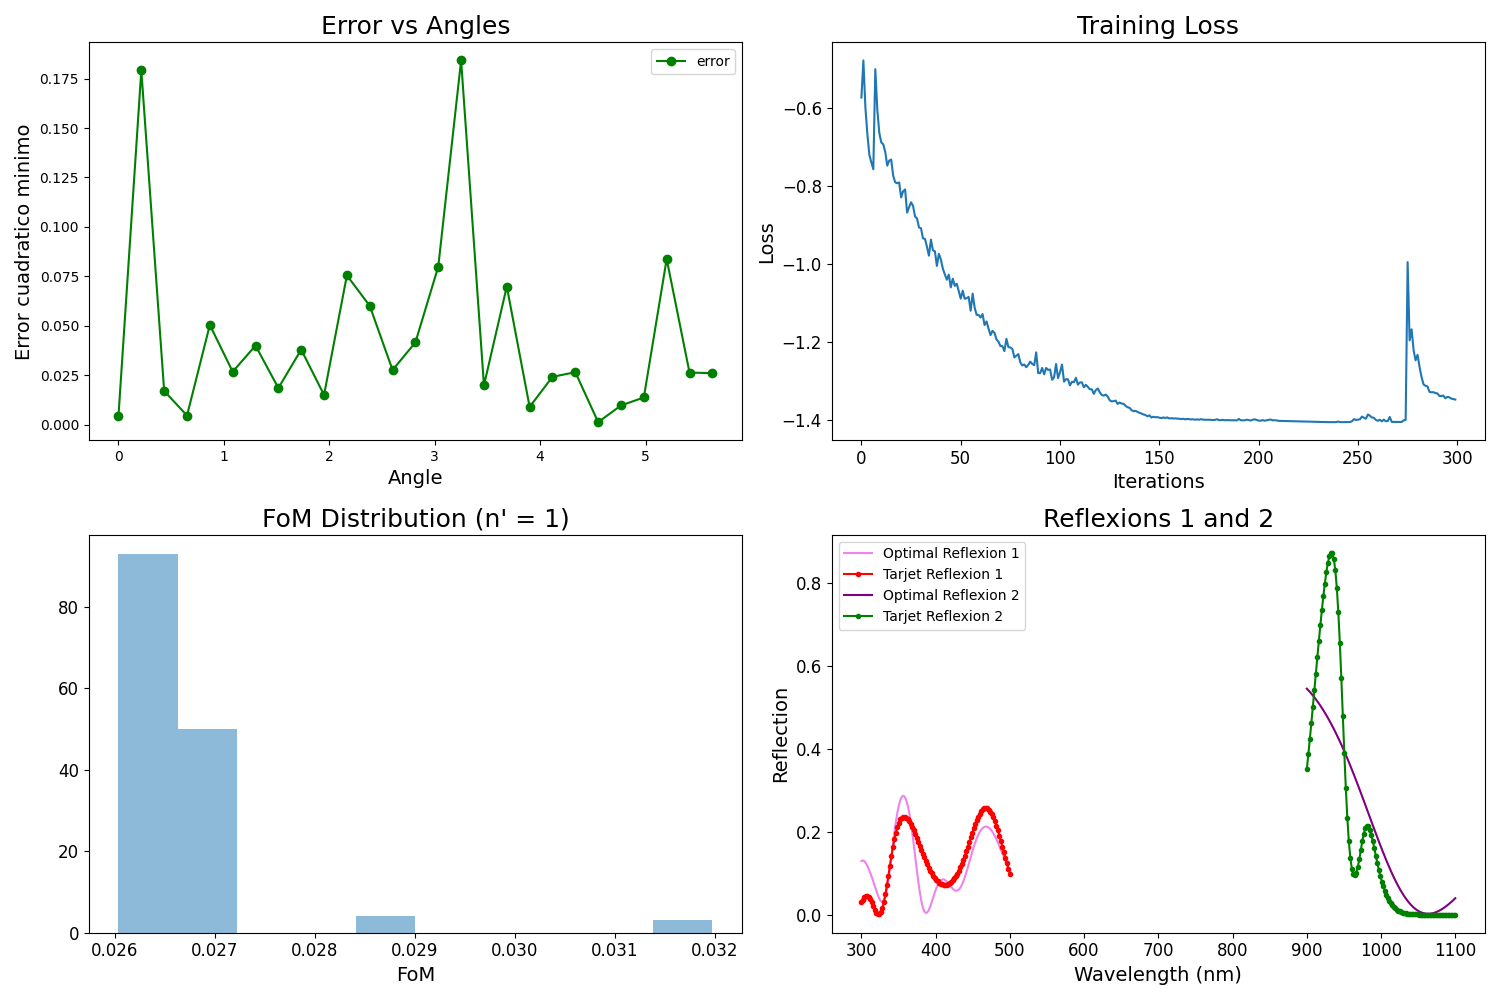 Error vs Angles
Error cuadratico minimo
0.175
0.150
0.125
0.100
0.075
0.050
0.025
0.000
error
0 1 2 3 4 5
Angle
Training Loss
Loss
−0.6
−0.8
−1.0
−1.2
−1.4
0 50 100 150 200 250 300
Iterations
FoM Distribution (n' = 1)
80
60
40
20
0
0.026 0.027 0.028 0.029 0.030 0.031 0.032
FoM
Reflexions 1 and 2
Reflection
0.8
0.6
0.4
0.2
0.0
Optimal Reflexion 1
Tarjet Reflexion 1
Optimal Reflexion 2
Tarjet Reflexion 2
300 400 500 600 700 800 900 1000 1100
Wavelength (nm)